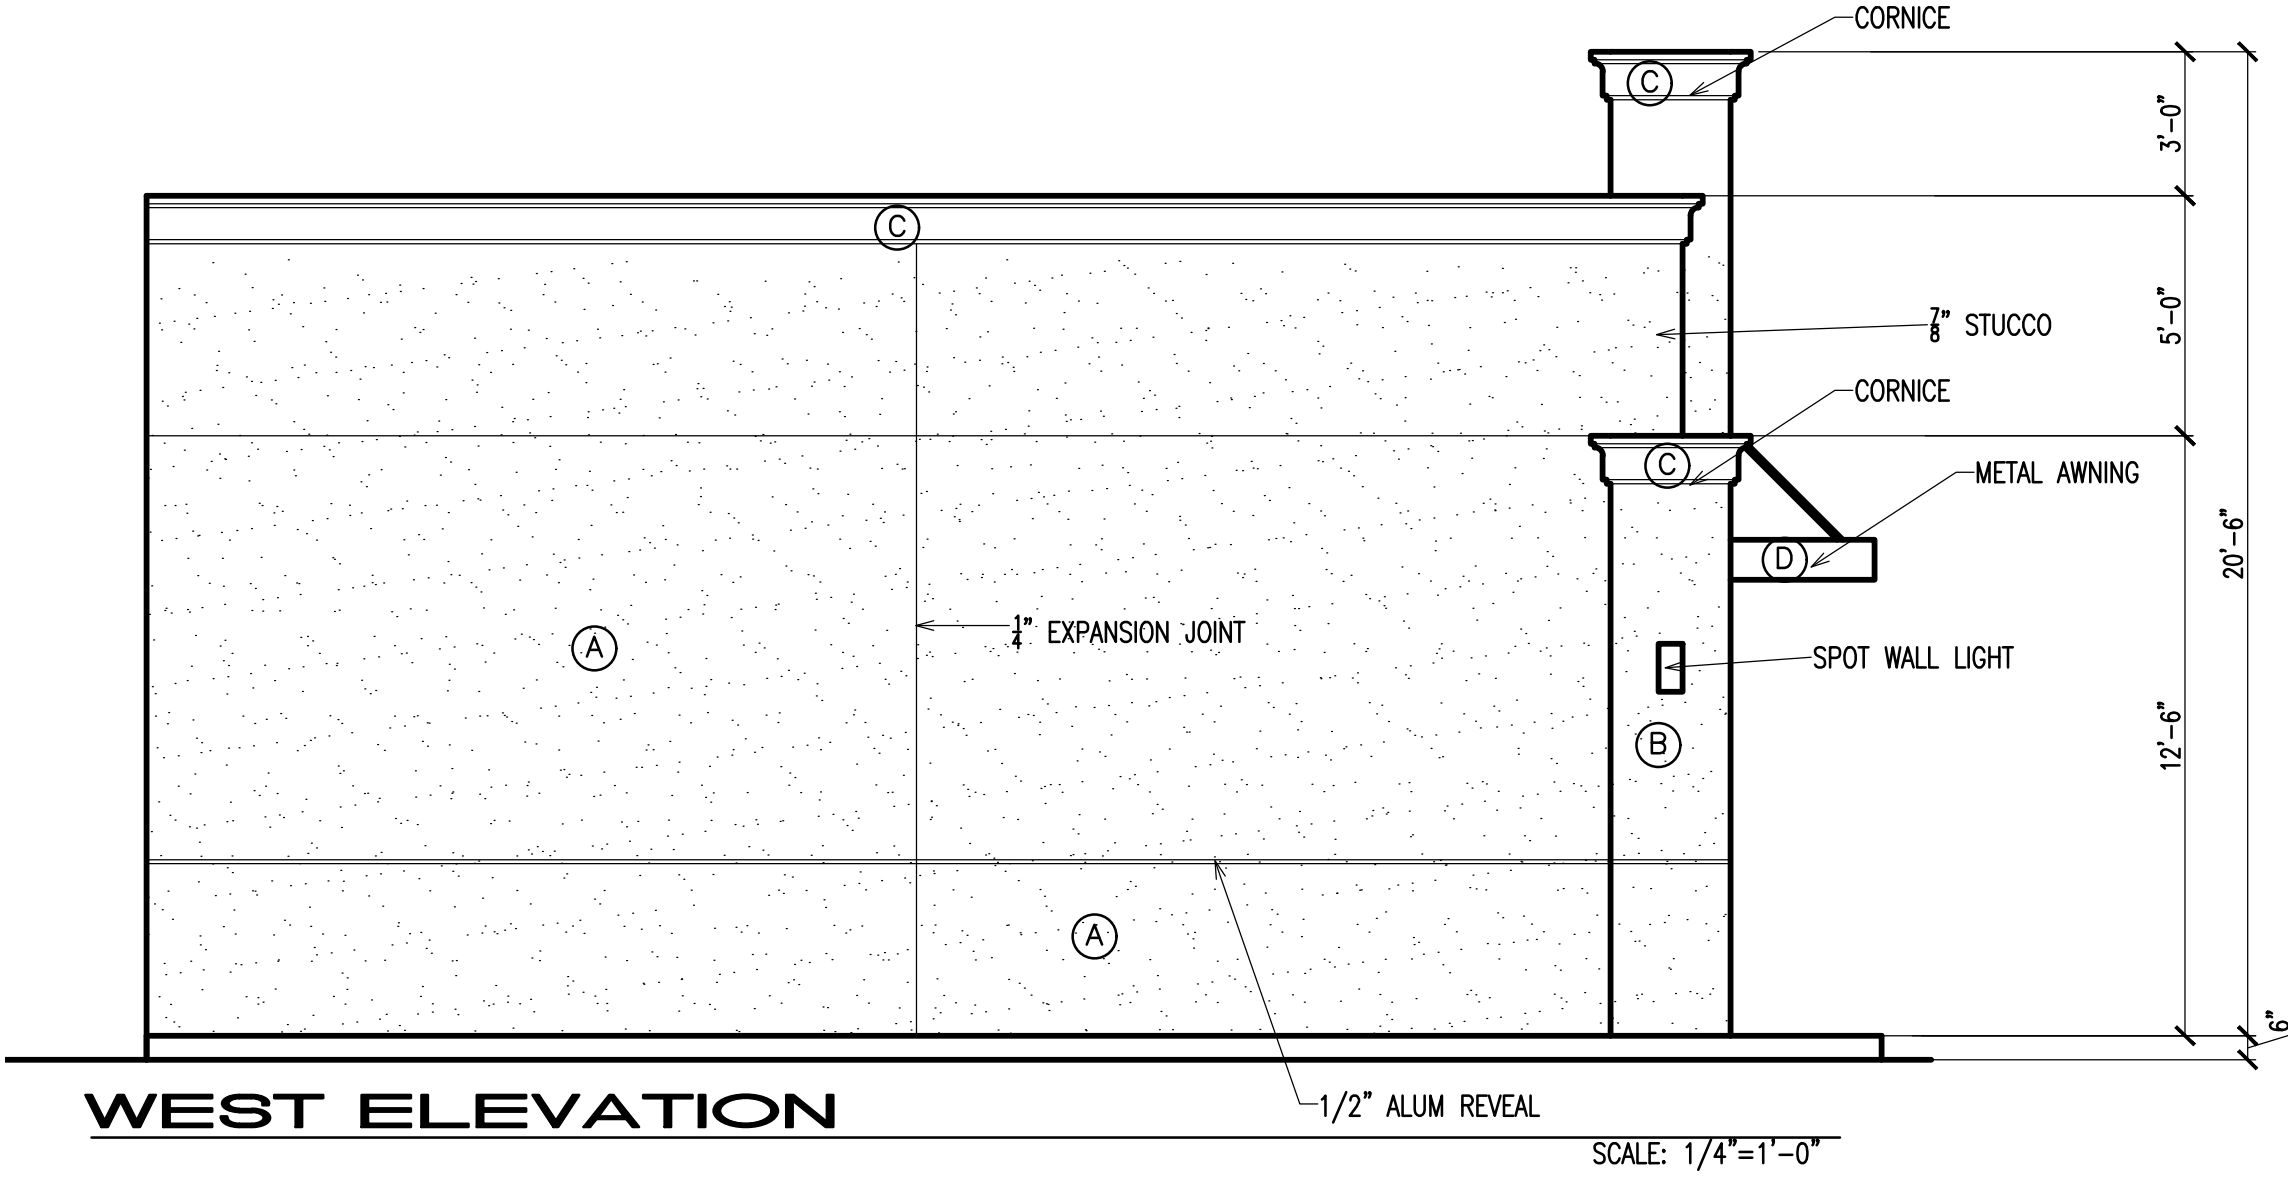 CORNICE
C
3'-0"
C
7/8" STUCCO
5'-0"
CORNICE
C
METAL AWNING
D
20'-6"
1/4" EXPANSION JOINT
A
SPOT WALL LIGHT
B
12'-6"
A
6"
1/2" ALUM REVEAL
WEST ELEVATION
SCALE: 1/4"=1'-0"